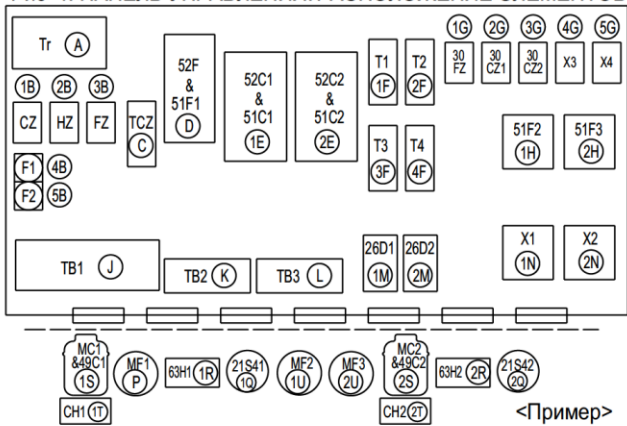 Tr A
1B 2B 3B
CZ HZ FZ
TCZ
C
F1 4B
F2 5B
52F
&
51F1
D
52C1
&
51C1
1E
52C2
&
51C2
2E
T1 T2
1F 2F
T3 T4
3F 4F
1G 2G 3G 4G 5G
30 FZ
30 CZ1
30 CZ2
X3 X4
51F2 51F3
1H 2H
TB1 J
TB2 K
TB3 L
26D1 26D2
1M 2M
X1 X2
1N 2N
MC1
&49C1
1S
MF1
P
63H1 1R
21S41
1Q
MF2
1U
MF3
2U
MC2
&49C2
2S
63H2 2R
21S42
2Q
CH1 1T
CH2 2T
<Пример>